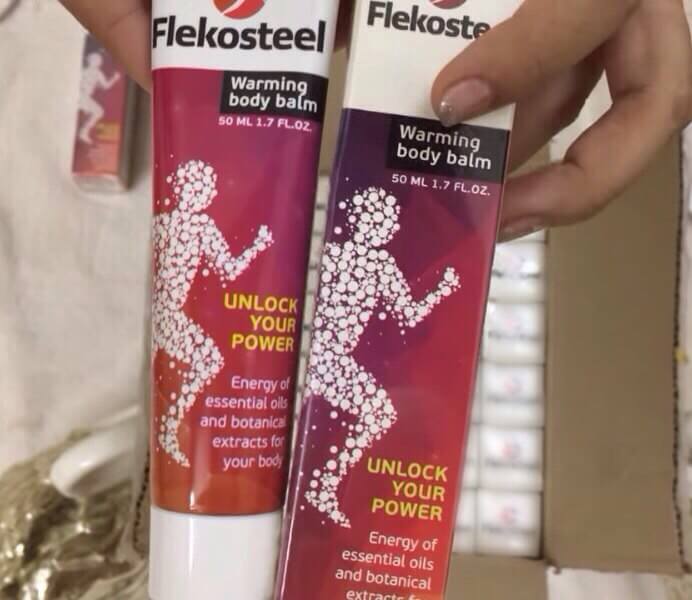 Flekosteel
Warming
body balm
50 ML 1.7 FL.OZ.
UNLOCK
YOUR
POWER
Energy of
essential oils
and botanical
extracts for
your body
Flekoste
Warming
body balm
50 ML 1.7 FL.OZ.
UNLOCK
YOUR
POWER
Energy of
essential oils
and botanical
extracts